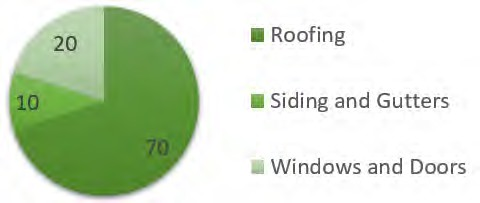 20
10
70
Roofing
Siding and Gutters
Windows and Doors